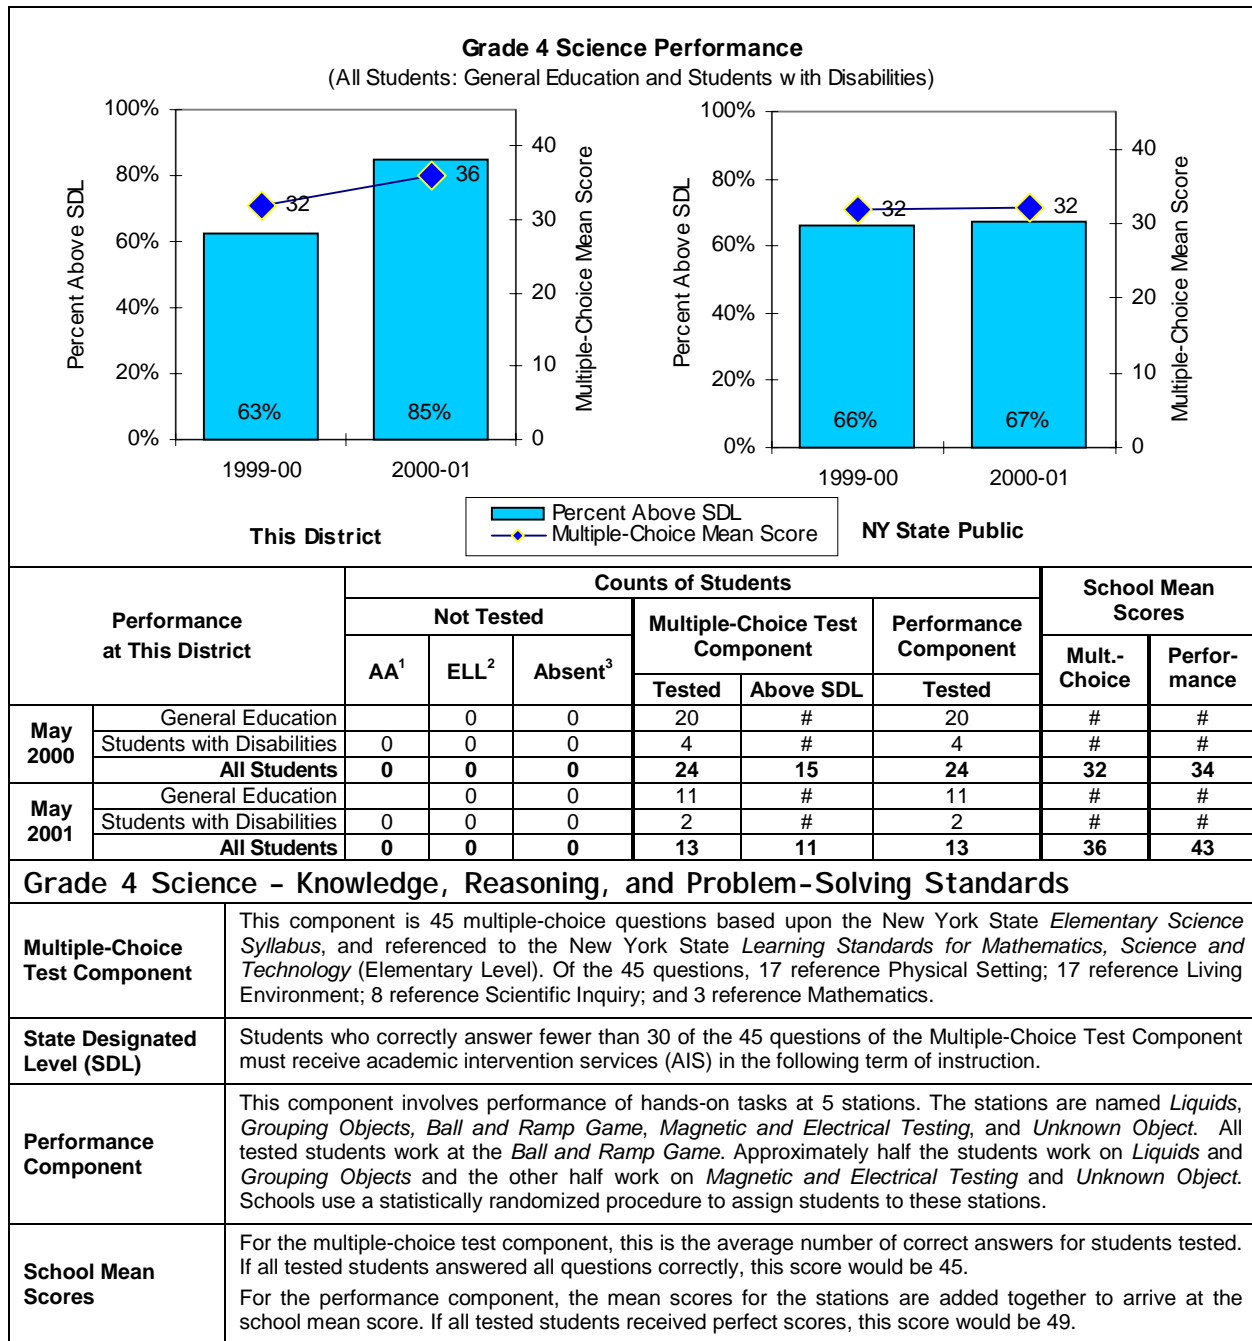 Grade 4 Science Performance
(All Students: General Education and Students with Disabilities)
100%
80%
60%
40%
20%
0%
Percent Above SDL
32
36
63%
85%
1999-00
2000-01
40
30
20
10
0
Multiple-Choice Mean Score
This District
100%
80%
60%
40%
20%
0%
Percent Above SDL
32
32
66%
67%
1999-00
2000-01
40
30
20
10
0
Multiple-Choice Mean Score
NY State Public
Percent Above SDL
Multiple-Choice Mean Score
Performance
at This District
Counts of Students
School Mean
Scores
Not Tested
Multiple-Choice Test
Component
Performance
Component
Mult.-
Choice
Perfor-
mance
AA1
ELL2
Absent3
Tested
Above SDL
Tested
May
2000
General Education 0 0 20 # 20 # #
Students with Disabilities 0 0 0 4 # 4 # #
All Students 0 0 0 24 15 24 32 34
May
2001
General Education 0 0 11 # 11 # #
Students with Disabilities 0 0 0 2 # 2 # #
All Students 0 0 0 13 11 13 36 43
Grade 4 Science – Knowledge, Reasoning, and Problem-Solving Standards
Multiple-Choice
Test Component
This component is 45 multiple-choice questions based upon the New York State Elementary Science
Syllabus, and referenced to the New York State Learning Standards for Mathematics, Science and
Technology (Elementary Level). Of the 45 questions, 17 reference Physical Setting; 17 reference Living
Environment; 8 reference Scientific Inquiry; and 3 reference Mathematics.
State Designated
Level (SDL)
Students who correctly answer fewer than 30 of the 45 questions of the Multiple-Choice Test Component
must receive academic intervention services (AIS) in the following term of instruction.
Performance
Component
This component involves performance of hands-on tasks at 5 stations. The stations are named Liquids,
Grouping Objects, Ball and Ramp Game, Magnetic and Electrical Testing, and Unknown Object. All
tested students work at the Ball and Ramp Game. Approximately half the students work on Liquids and
Grouping Objects and the other half work on Magnetic and Electrical Testing and Unknown Object.
Schools use a statistically randomized procedure to assign students to these stations.
School Mean
Scores
For the multiple-choice test component, this is the average number of correct answers for students tested.
If all tested students answered all questions correctly, this score would be 45.
For the performance component, the mean scores for the stations are added together to arrive at the
school mean score. If all tested students received perfect scores, this score would be 49.